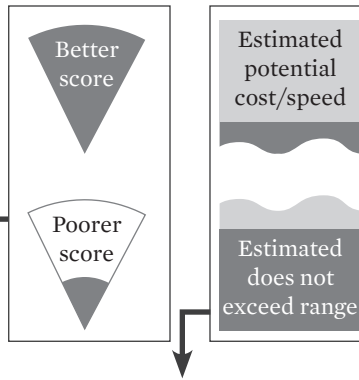 Better
score
Poorer
score
Estimated
potential
cost/speed
Estimated
does not
exceed range